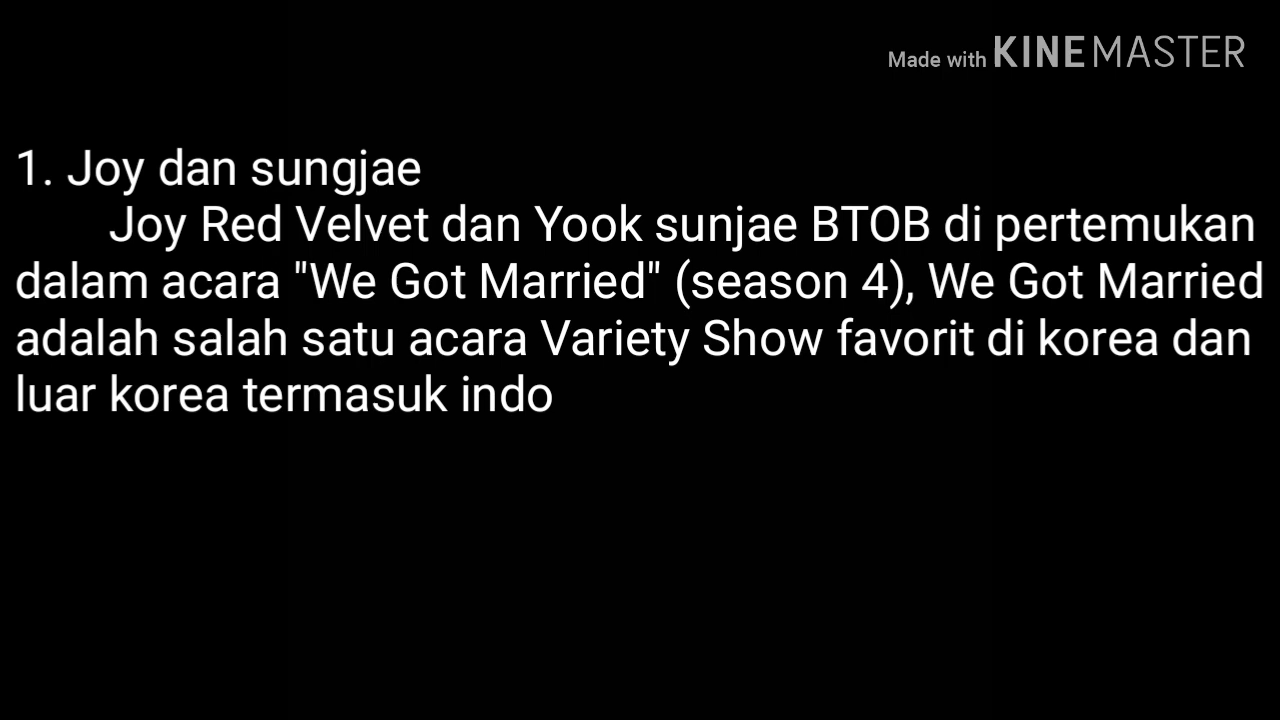 Made with KINEMASTER
1. Joy dan sungjae
Joy Red Velvet dan Yook sunjae BTOB di pertemukan
dalam acara "We Got Married" (season 4), We Got Married
adalah salah satu acara Variety Show favorit di korea dan
luar korea termasuk indo